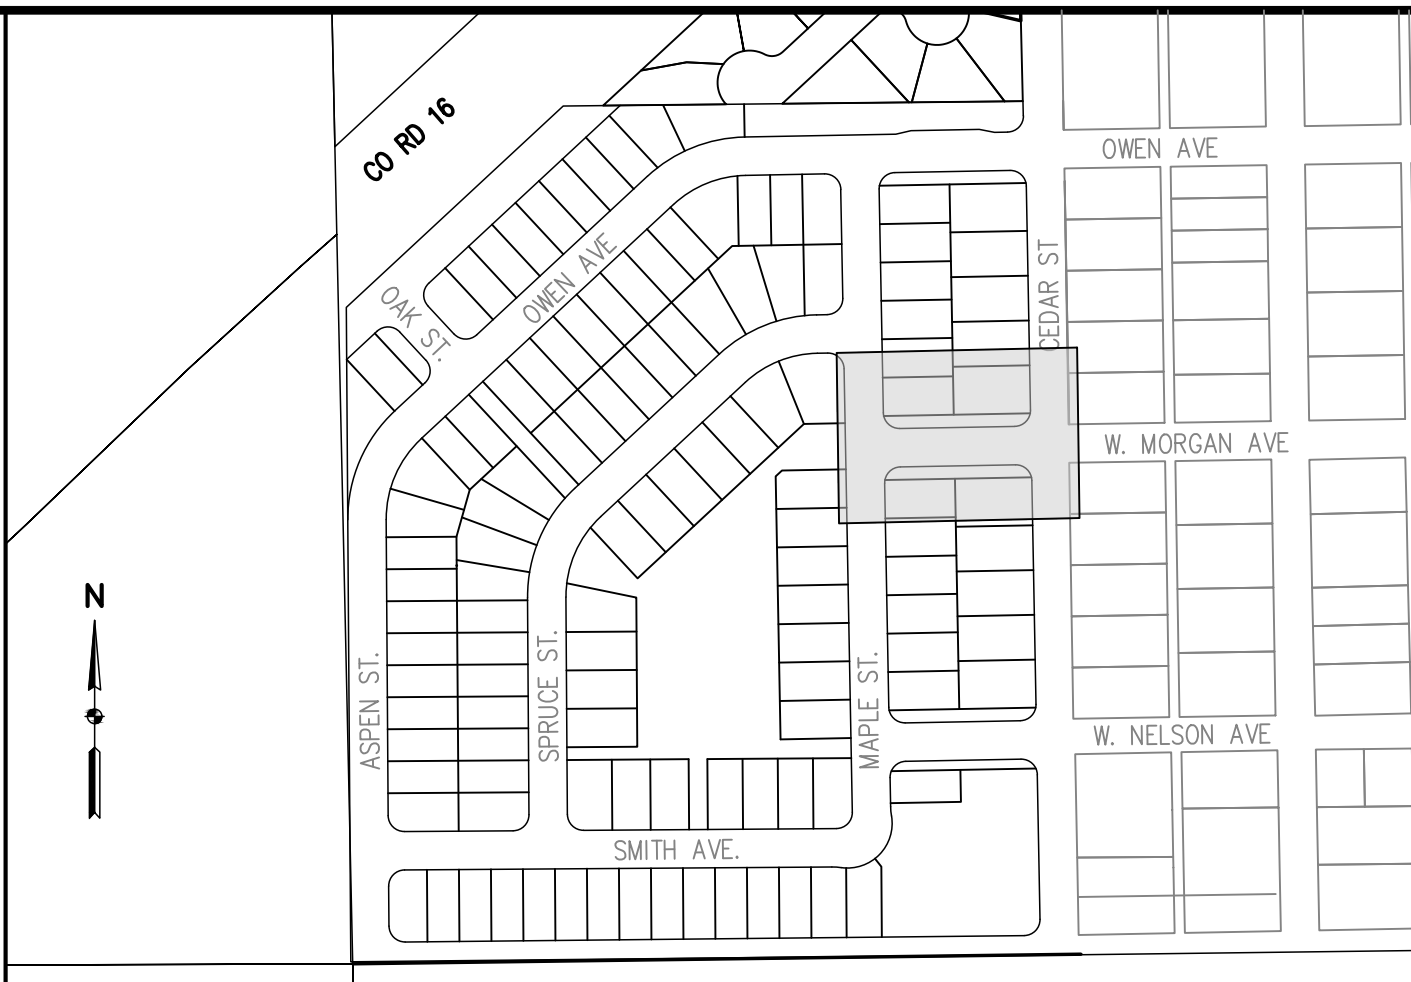 CO RD 16
OWEN AVE
CEDAR ST
OWEN AVE
OAK ST.
W. MORGAN AVE
N
ASPEN ST.
SPRUCE ST.
MAPLE ST.
W. NELSON AVE
SMITH AVE.